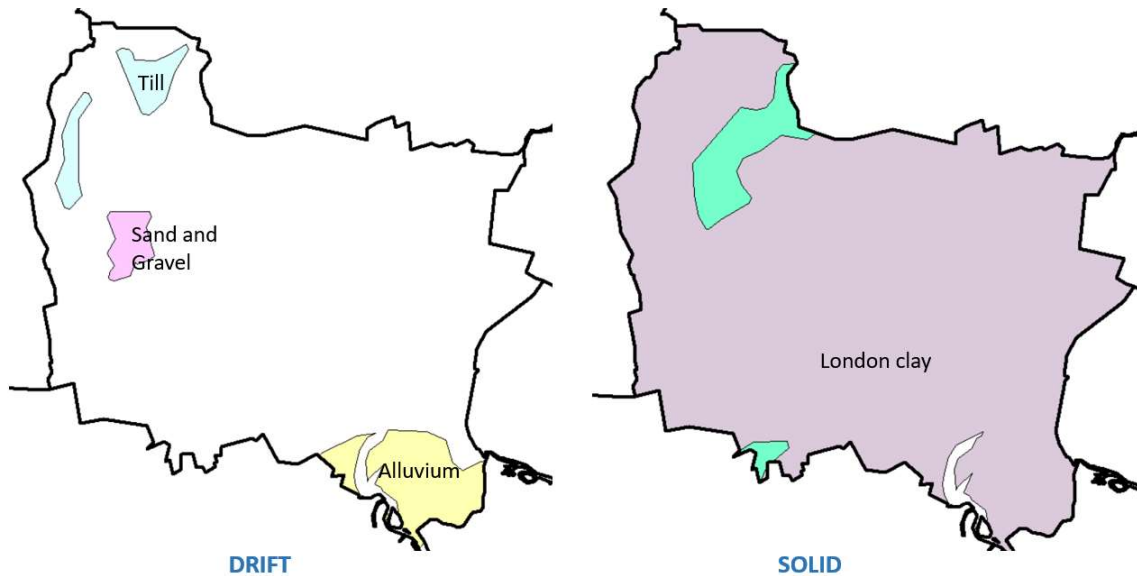 Till
Sand and
Gravel
Alluvium
DRIFT
London clay
SOLID